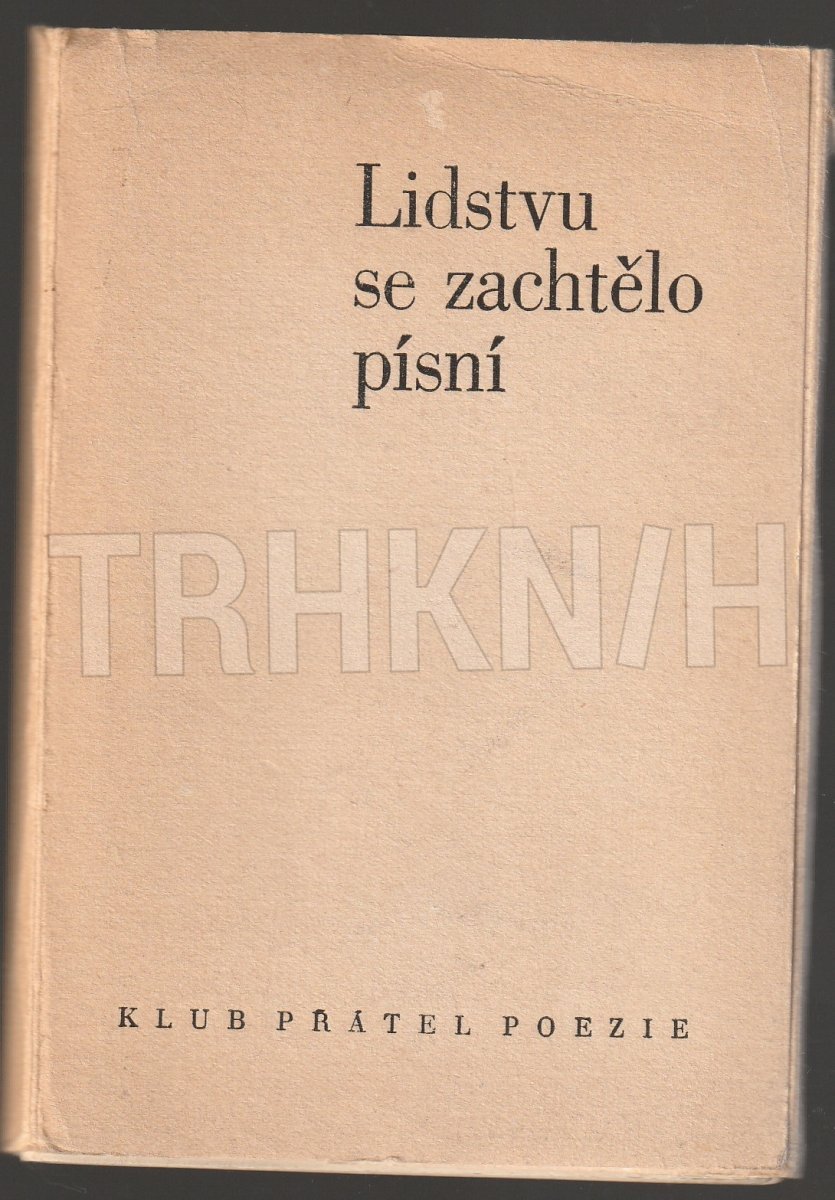 Lidstvu
se zachtělo
písní
TRHKN/H
KLUB PŘÁTEL POEZIE